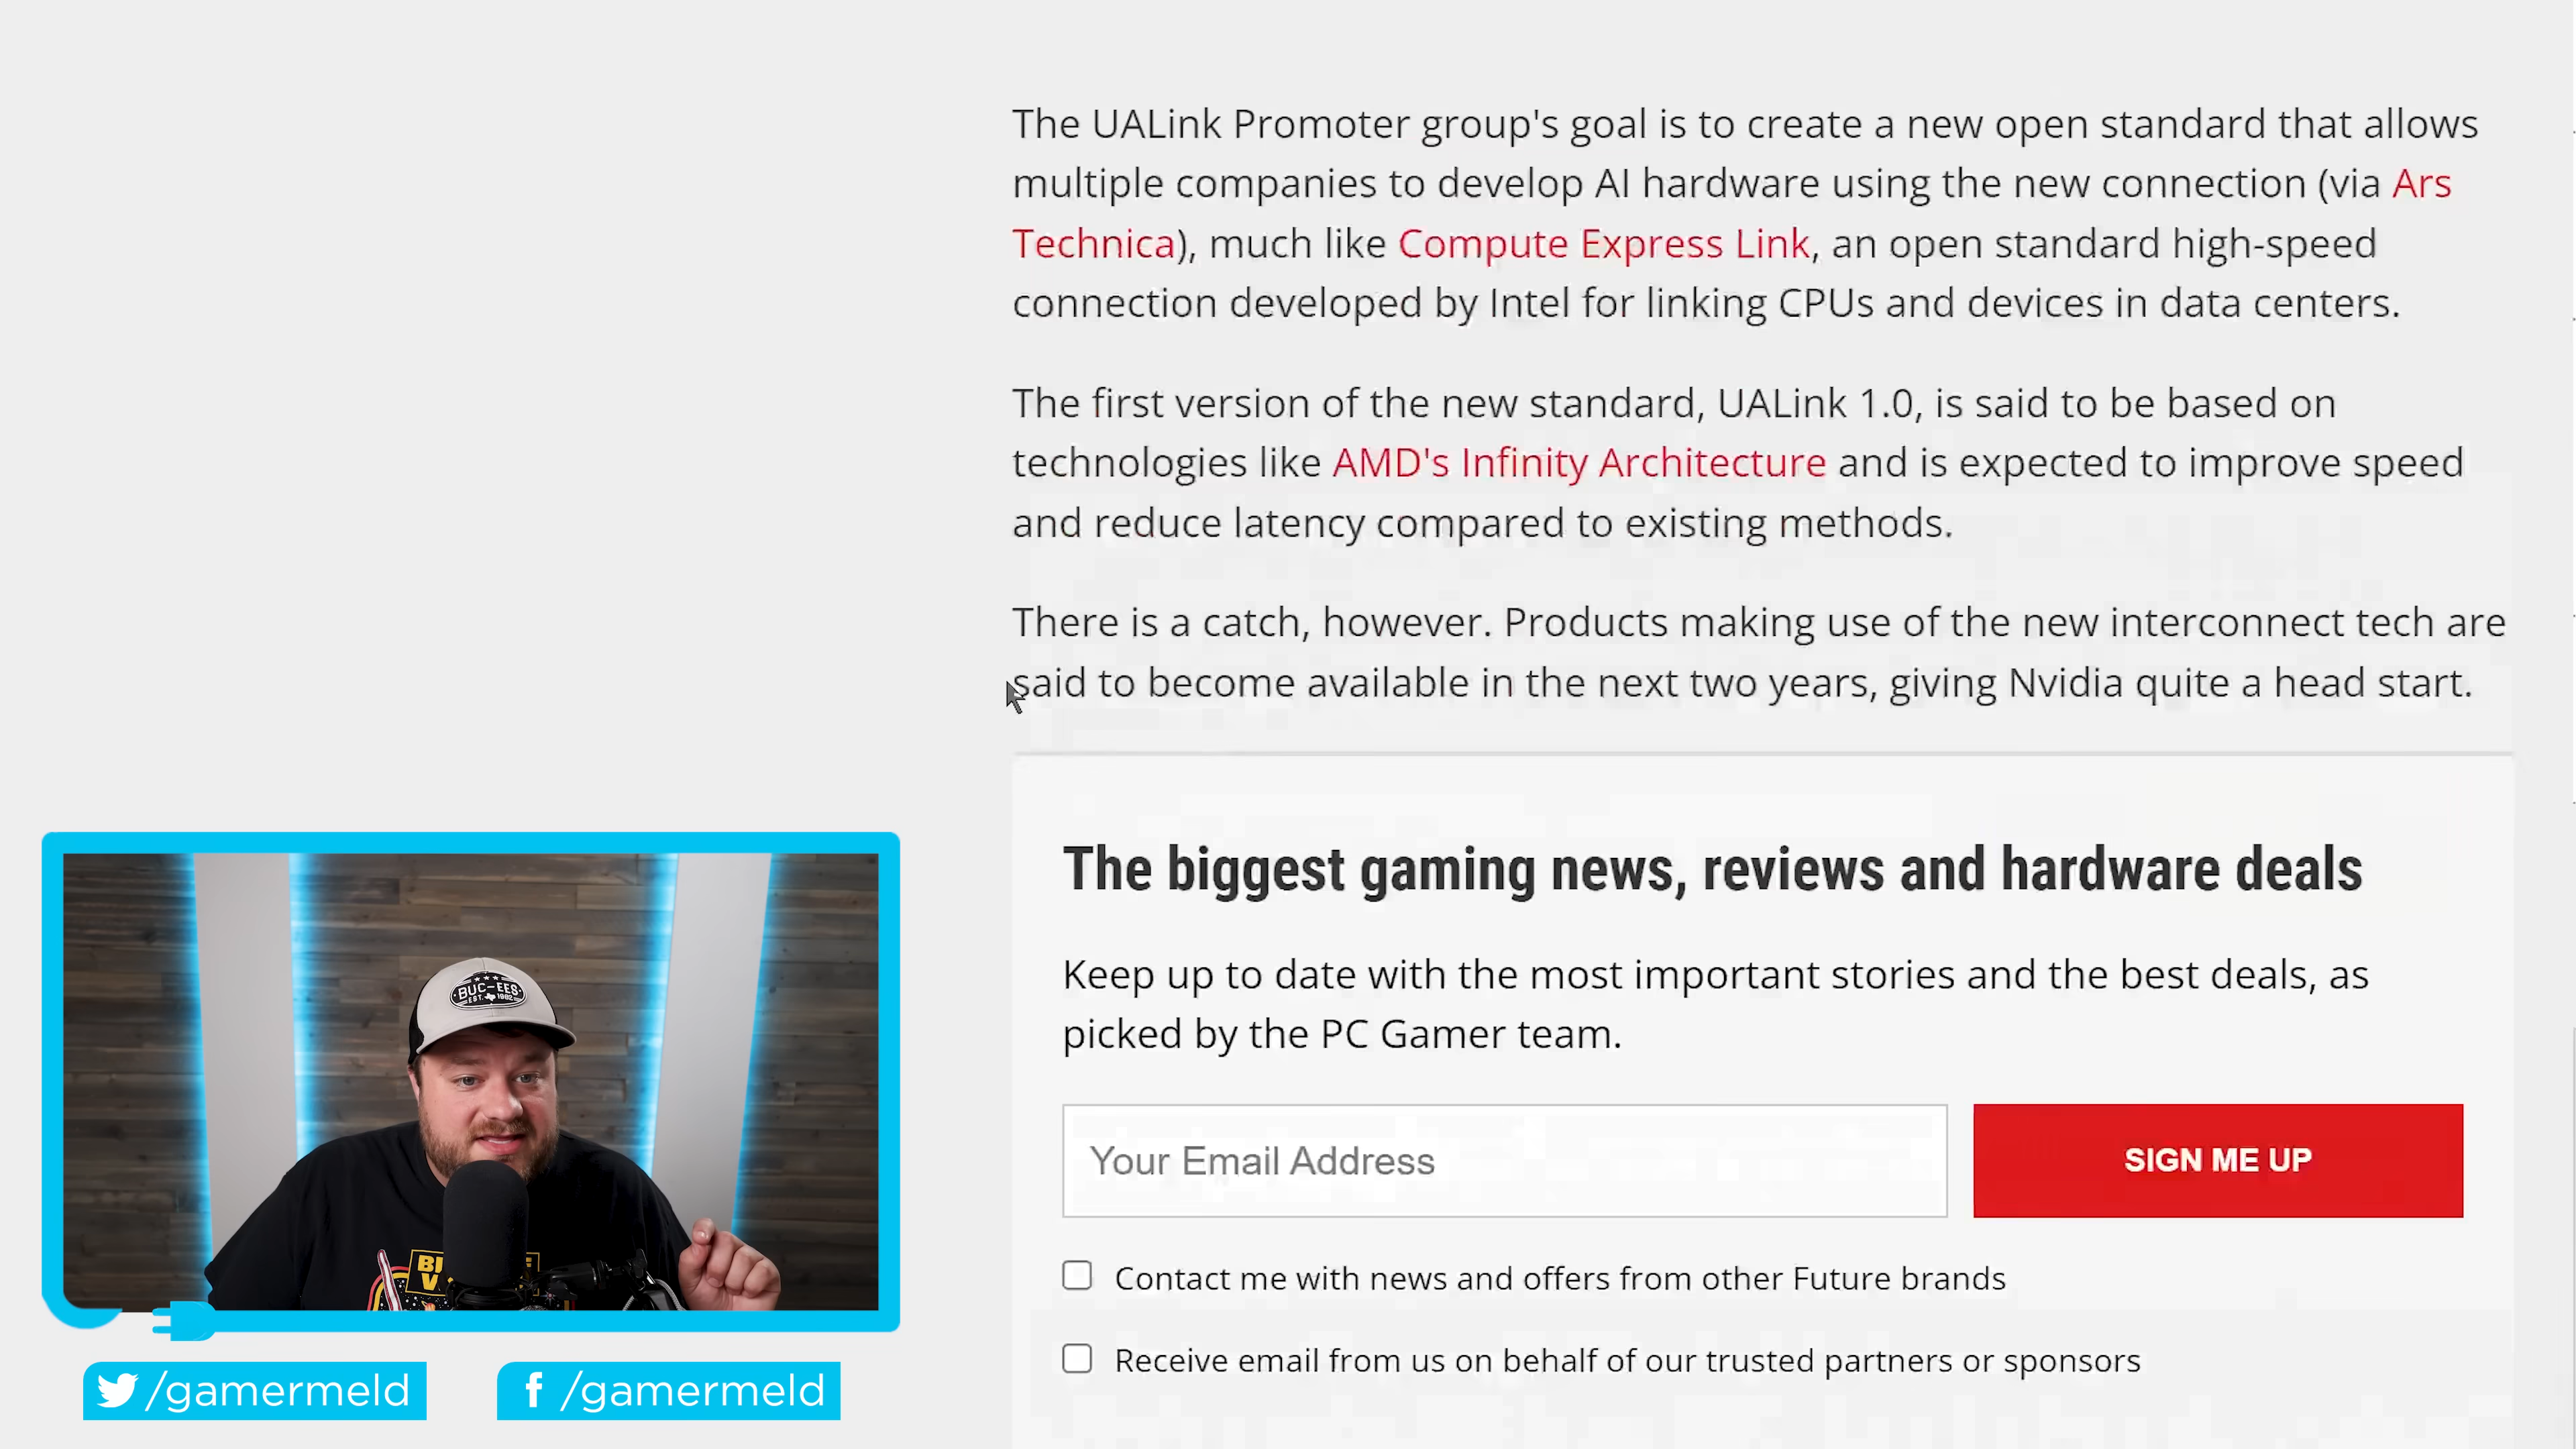 The UALink Promoter group's goal is to create a new open standard that allows
multiple companies to develop AI hardware using the new connection (via Ars
Technica), much like Compute Express Link, an open standard high-speed
connection developed by Intel for linking CPUs and devices in data centers.
The first version of the new standard, UALink 1.0, is said to be based on
technologies like AMD's Infinity Architecture and is expected to improve speed
and reduce latency compared to existing methods.
There is a catch, however. Products making use of the new interconnect tech are
said to become available in the next two years, giving Nvidia quite a head start.
The biggest gaming news, reviews and hardware deals
Keep up to date with the most important stories and the best deals, as
picked by the PC Gamer team.
Your Email Address
SIGN ME UP
Contact me with news and offers from other Future brands
Receive email from us on behalf of our trusted partners or sponsors
BUC-EES
EST. 1982
/gamermeld
/gamermeld